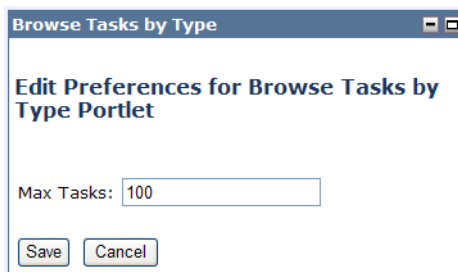 Browse Tasks by Type
Edit Preferences for Browse Tasks by
Type Portlet
Max Tasks: 100
Save Cancel